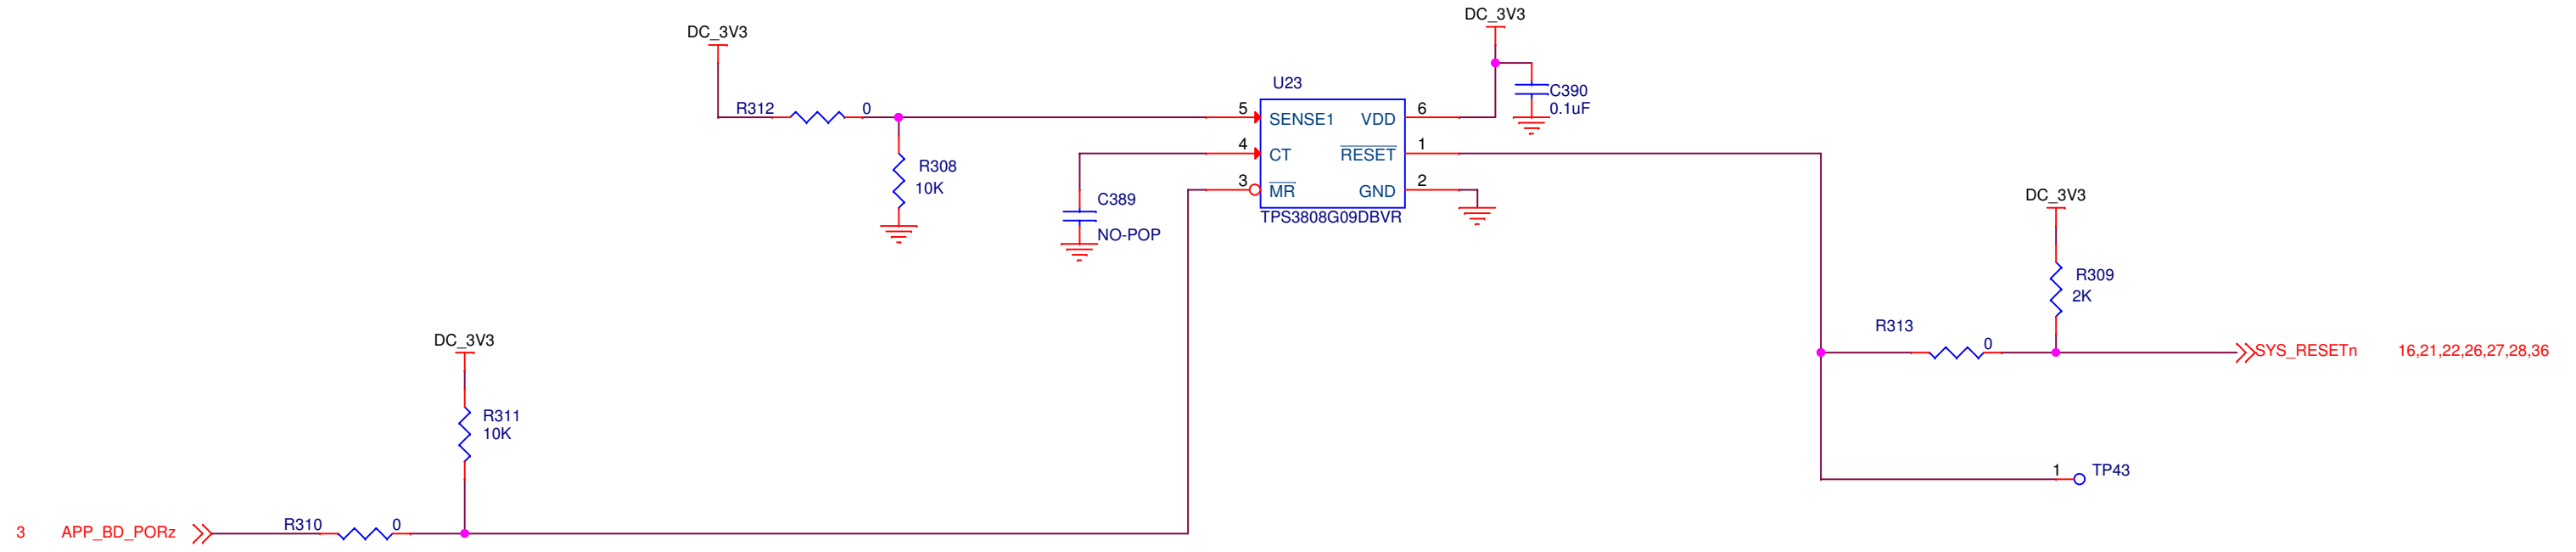 DC_3V3
DC_3V3
U23
C390
0.1uF
R312 0
5 SENSE1 VDD 6
4 CT RESET 1
3 MR GND 2
TPS3808G09DBVR
R308
10K
C389
NO-POP
DC_3V3
R309
2K
R313 0
SYS_RESETn 16,21,22,26,27,28,36
DC_3V3
R311
10K
1 TP43
3 APP_BD_PORz R310 0